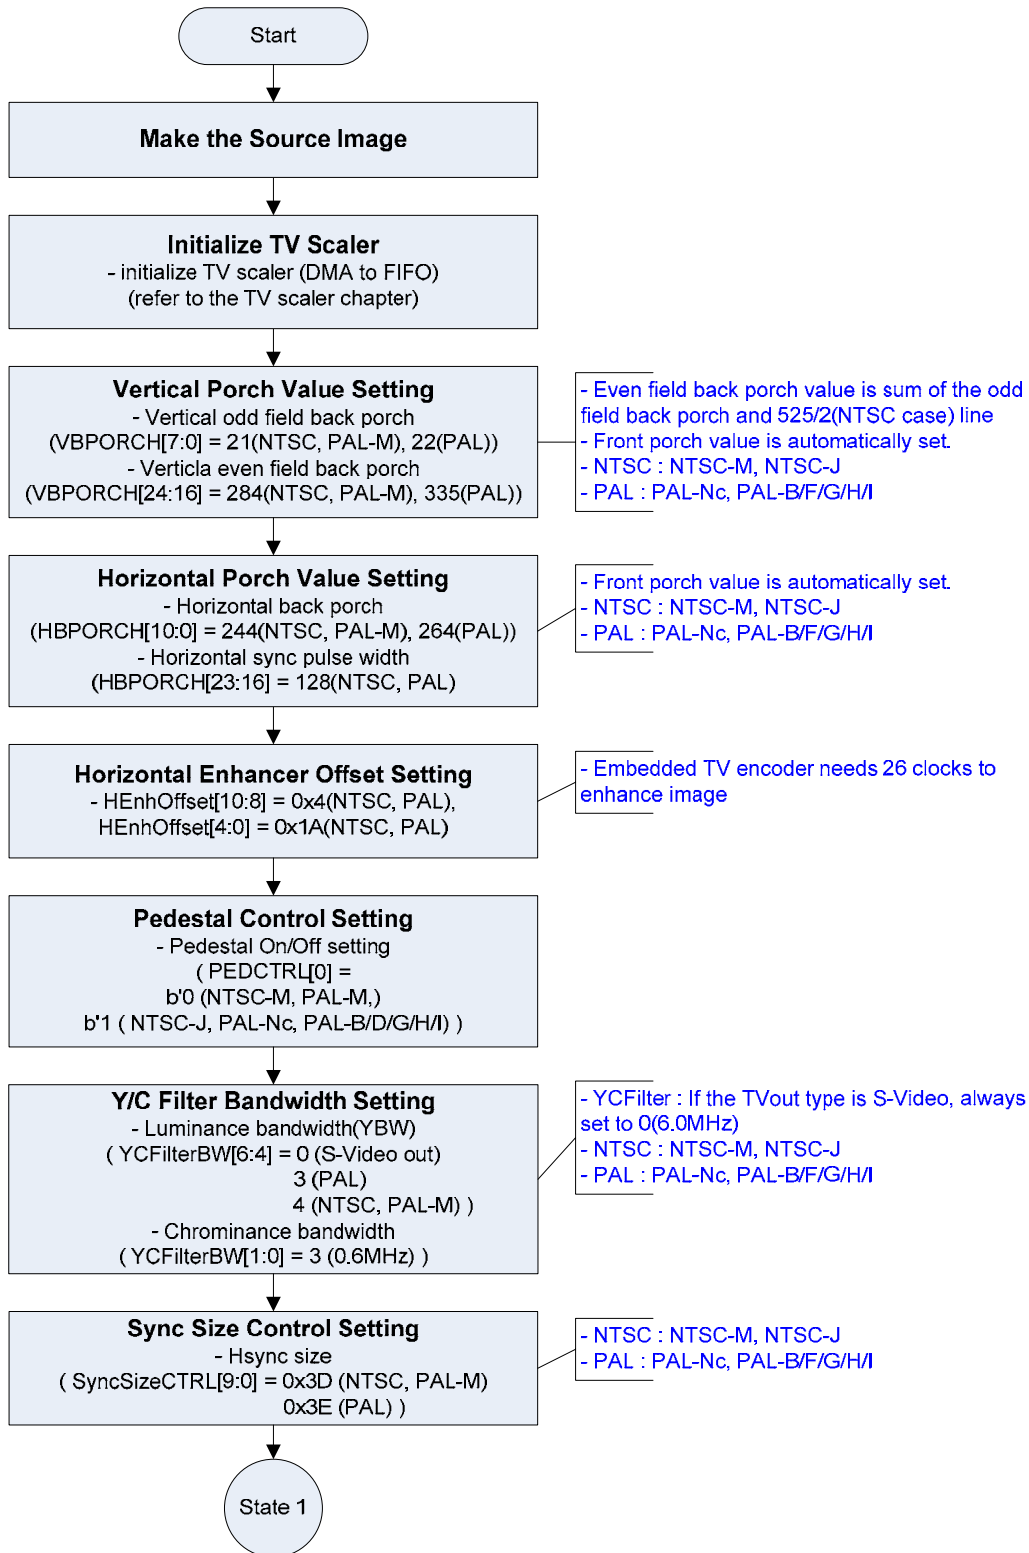 Start
Make the Source Image
Initialize TV Scaler
- initialize TV scaler (DMA to FIFO)
(refer to the TV scaler chapter)
Vertical Porch Value Setting
- Vertical odd field back porch
(VBPORCH[7:0] = 21(NTSC, PAL-M), 22(PAL))
- Verticla even field back porch
(VBPORCH[24:16] = 284(NTSC, PAL-M), 335(PAL))
- Even field back porch value is sum of the odd
field back porch and 525/2(NTSC case) line
- Front porch value is automatically set.
- NTSC : NTSC-M, NTSC-J
- PAL : PAL-Nc, PAL-B/F/G/H/I
Horizontal Porch Value Setting
- Horizontal back porch
(HBPORCH[10:0] = 244(NTSC, PAL-M), 264(PAL))
- Horizontal sync pulse width
(HBPORCH[23:16] = 128(NTSC, PAL)
- Front porch value is automatically set.
- NTSC : NTSC-M, NTSC-J
- PAL : PAL-Nc, PAL-B/F/G/H/I
Horizontal Enhancer Offset Setting
- HEnhOffset[10:8] = 0x4(NTSC, PAL),
HEnhOffset[4:0] = 0x1A(NTSC, PAL)
- Embedded TV encoder needs 26 clocks to
enhance image
Pedestal Control Setting
- Pedestal On/Off setting
( PEDCTRL[0] =
b'0 (NTSC-M, PAL-M,)
b'1 ( NTSC-J, PAL-Nc, PAL-B/D/G/H/I) )
Y/C Filter Bandwidth Setting
- Luminance bandwidth(YBW)
( YCFilterBW[6:4] = 0 (S-Video out)
3 (PAL)
4 (NTSC, PAL-M) )
- Chrominance bandwidth
( YCFilterBW[1:0] = 3 (0.6MHz) )
- YCFilter : If the TVout type is S-Video, always
set to 0(6.0MHz)
- NTSC : NTSC-M, NTSC-J
- PAL : PAL-Nc, PAL-B/F/G/H/I
Sync Size Control Setting
- Hsync size
( SyncSizeCTRL[9:0] = 0x3D (NTSC, PAL-M)
0x3E (PAL) )
- NTSC : NTSC-M, NTSC-J
- PAL : PAL-Nc, PAL-B/F/G/H/I
State 1